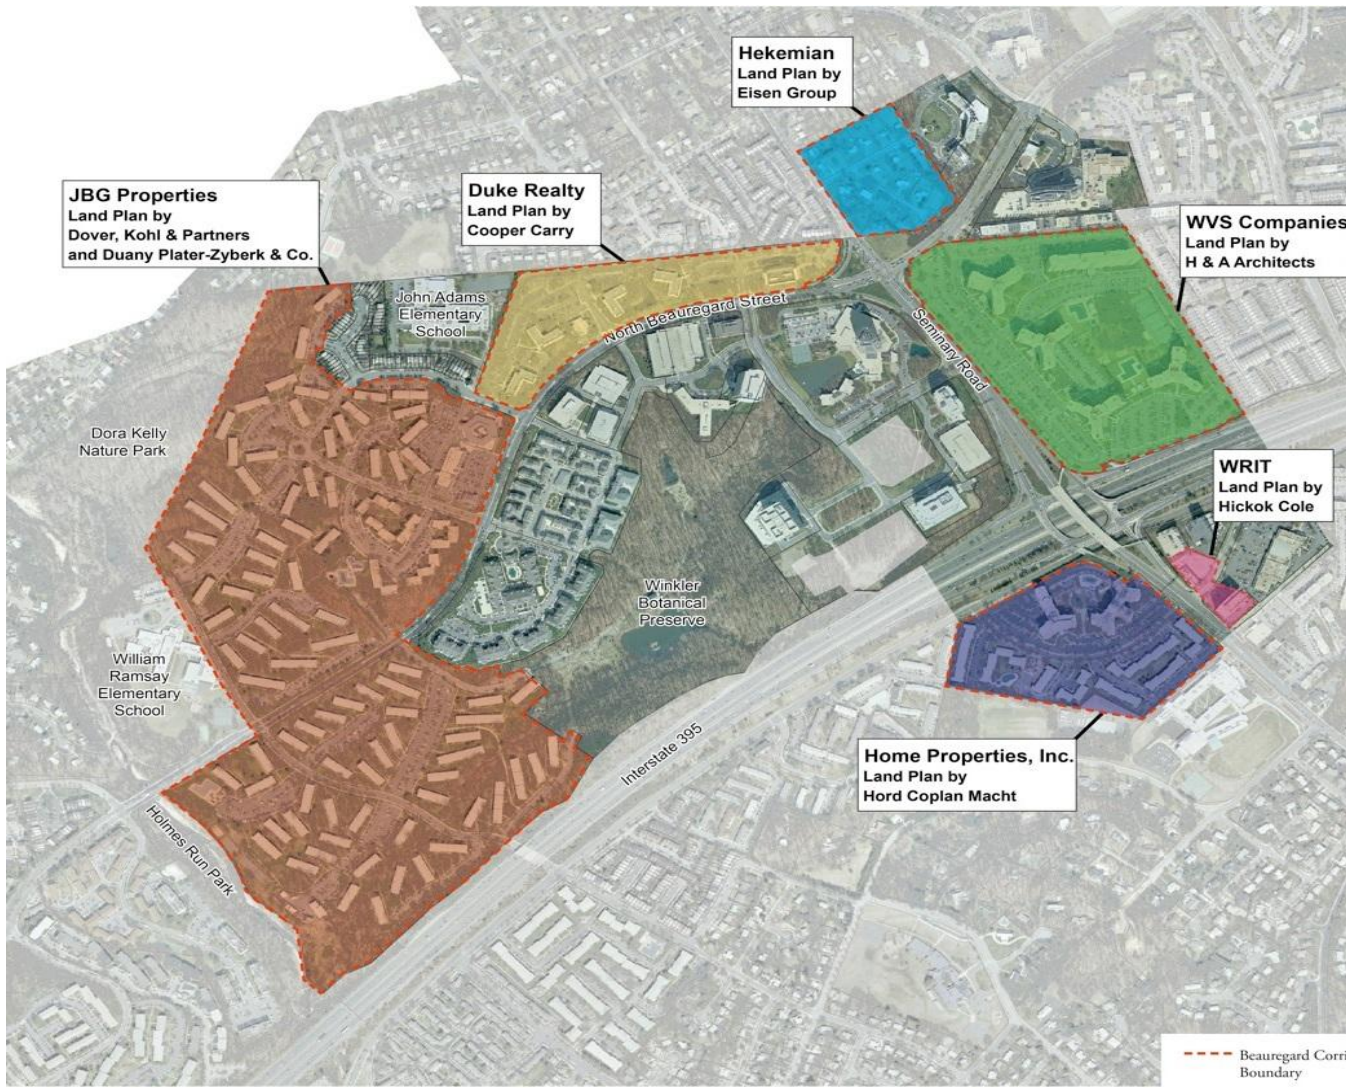 Hekemian
Land Plan by
Eisen Group
JBG Properties
Land Plan by
Dover, Kohl & Partners
and Duany Plater-Zyberk & Co.
Duke Realty
Land Plan by
Cooper Carry
WVS Companies
Land Plan by
H & A Architects
John Adams
Elementary
School
North Beauregard Street
Seminary Road
Dora Kelly
Nature Park
WRIT
Land Plan by
Hickok Cole
Winkler
Botanical
Preserve
William
Ramsay
Elementary
School
Interstate 395
Home Properties, Inc.
Land Plan by
Hord Coplan Macht
Holmes Run Park
Beauregard Corri
Boundary